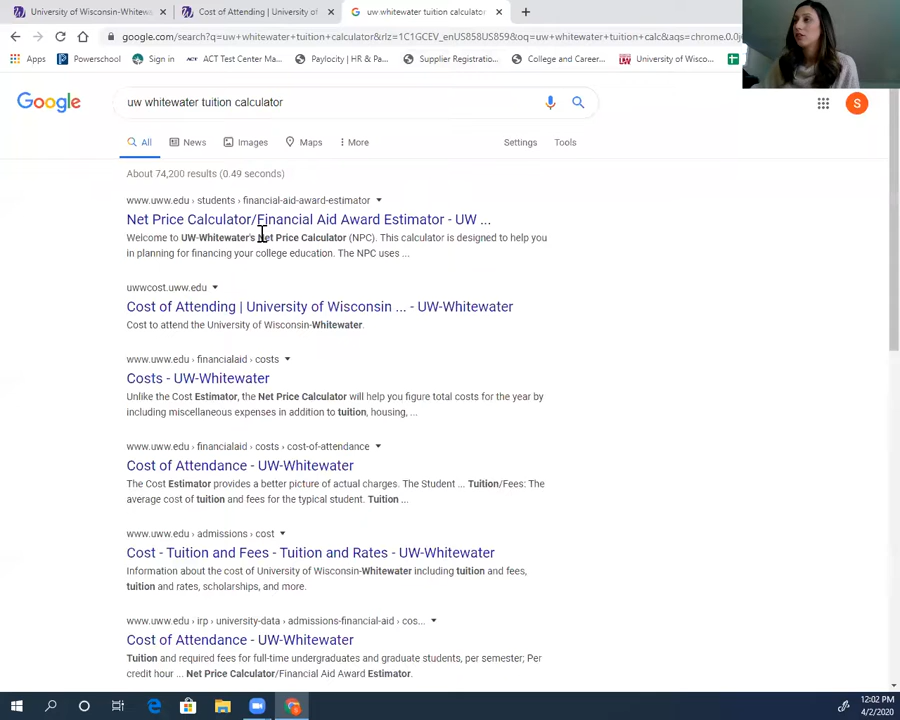 University of Wisconsin-Whitewa × Cost of Attending | University of × uw whitewater tuition calculator ×
google.com/search?q=uw+whitewater+tuition+calculator&rlz=1C1GCEV_enUS858US859&oq=uw+whitewater+tuition+calc&aqs=chrome.0.0j
Apps Powerschool Sign in ACT Test Center Ma... Paylocity | HR & Pa... Supplier Registratio... College and Career... University of Wisco...
Google uw whitewater tuition calculator S
All News Images Maps More Settings Tools
About 74,200 results (0.49 seconds)
www.uww.edu › students › financial-aid-award-estimator
Net Price Calculator/Financial Aid Award Estimator - UW ...
Welcome to UW-Whitewater's Net Price Calculator (NPC). This calculator is designed to help you
in planning for financing your college education. The NPC uses ...
uwwcost.uww.edu
Cost of Attending | University of Wisconsin ... - UW-Whitewater
Cost to attend the University of Wisconsin-Whitewater.
www.uww.edu › financialaid › costs
Costs - UW-Whitewater
Unlike the Cost Estimator, the Net Price Calculator will help you figure total costs for the year by
including miscellaneous expenses in addition to tuition, housing, ...
www.uww.edu › financialaid › costs › cost-of-attendance
Cost of Attendance - UW-Whitewater
The Cost Estimator provides a better picture of actual charges. The Student ... Tuition/Fees: The
average cost of tuition and fees for the typical student. Tuition ...
www.uww.edu › admissions › cost
Cost - Tuition and Fees - Tuition and Rates - UW-Whitewater
Information about the cost of University of Wisconsin-Whitewater including tuition and fees,
tuition and rates, scholarships, and more.
www.uww.edu › irp › university-data › admissions-financial-aid › cos...
Cost of Attendance - UW-Whitewater
Tuition and required fees for full-time undergraduates and graduate students, per semester; Per
credit hour ... Net Price Calculator/Financial Aid Award Estimator.
12:02 PM
4/2/2020